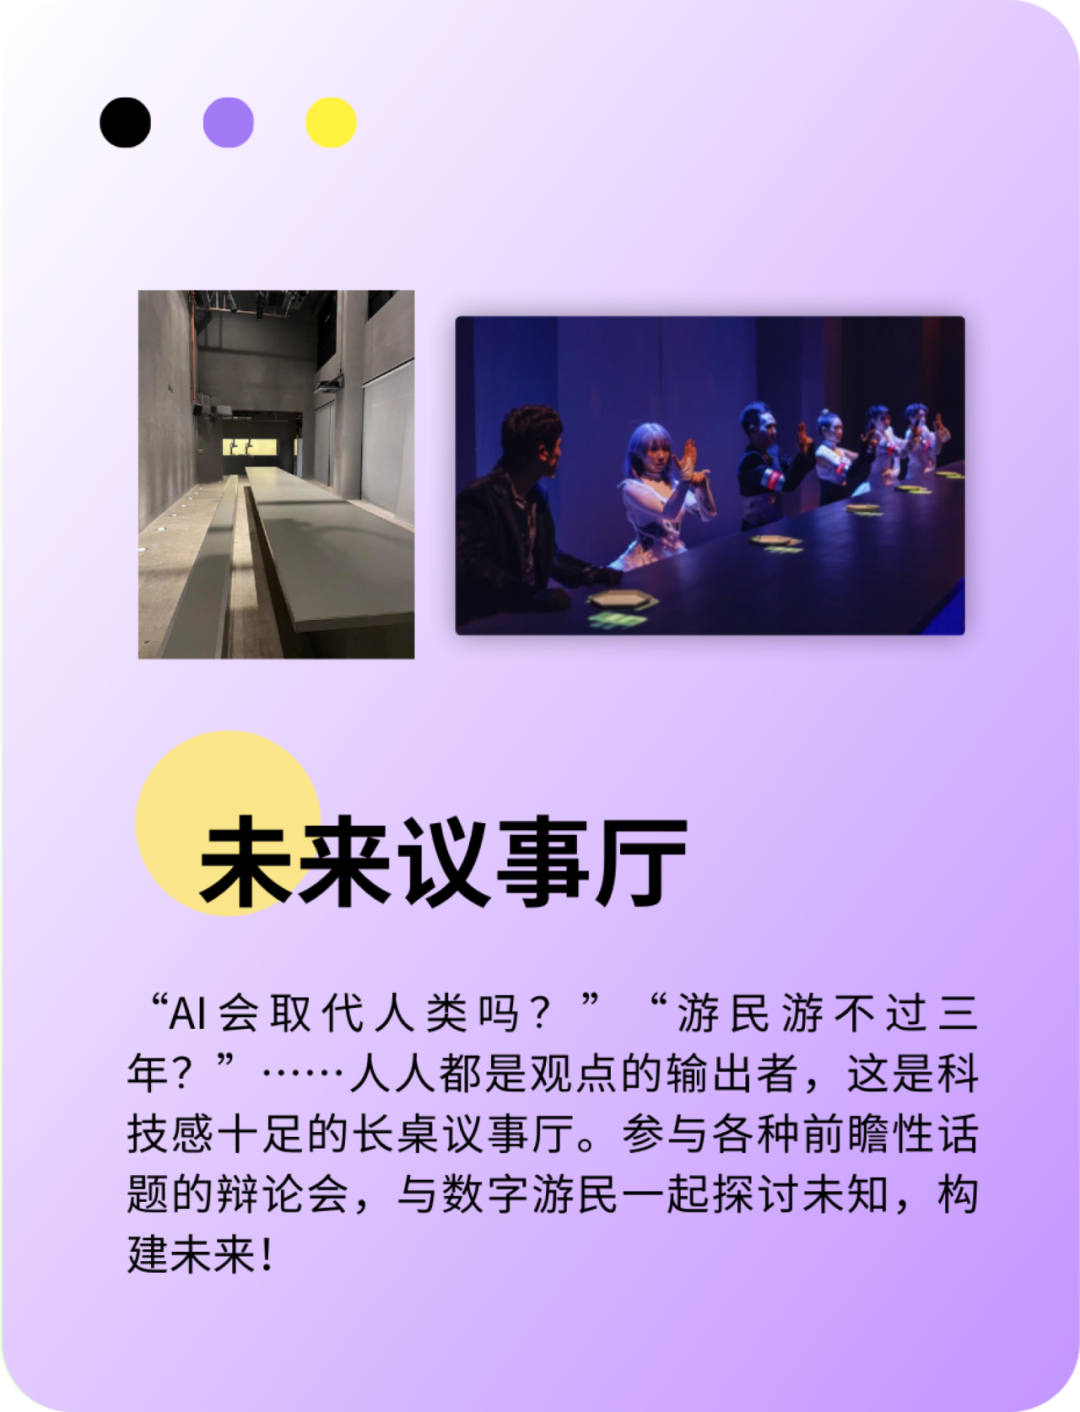 未来议事厅
“AI会取代人类吗？”“游民游不过三
年？”……人人都是观点的输出者，这是科
技感十足的长桌议事厅。参与各种前瞻性话
题的辩论会，与数字游民一起探讨未知，构
建未来！